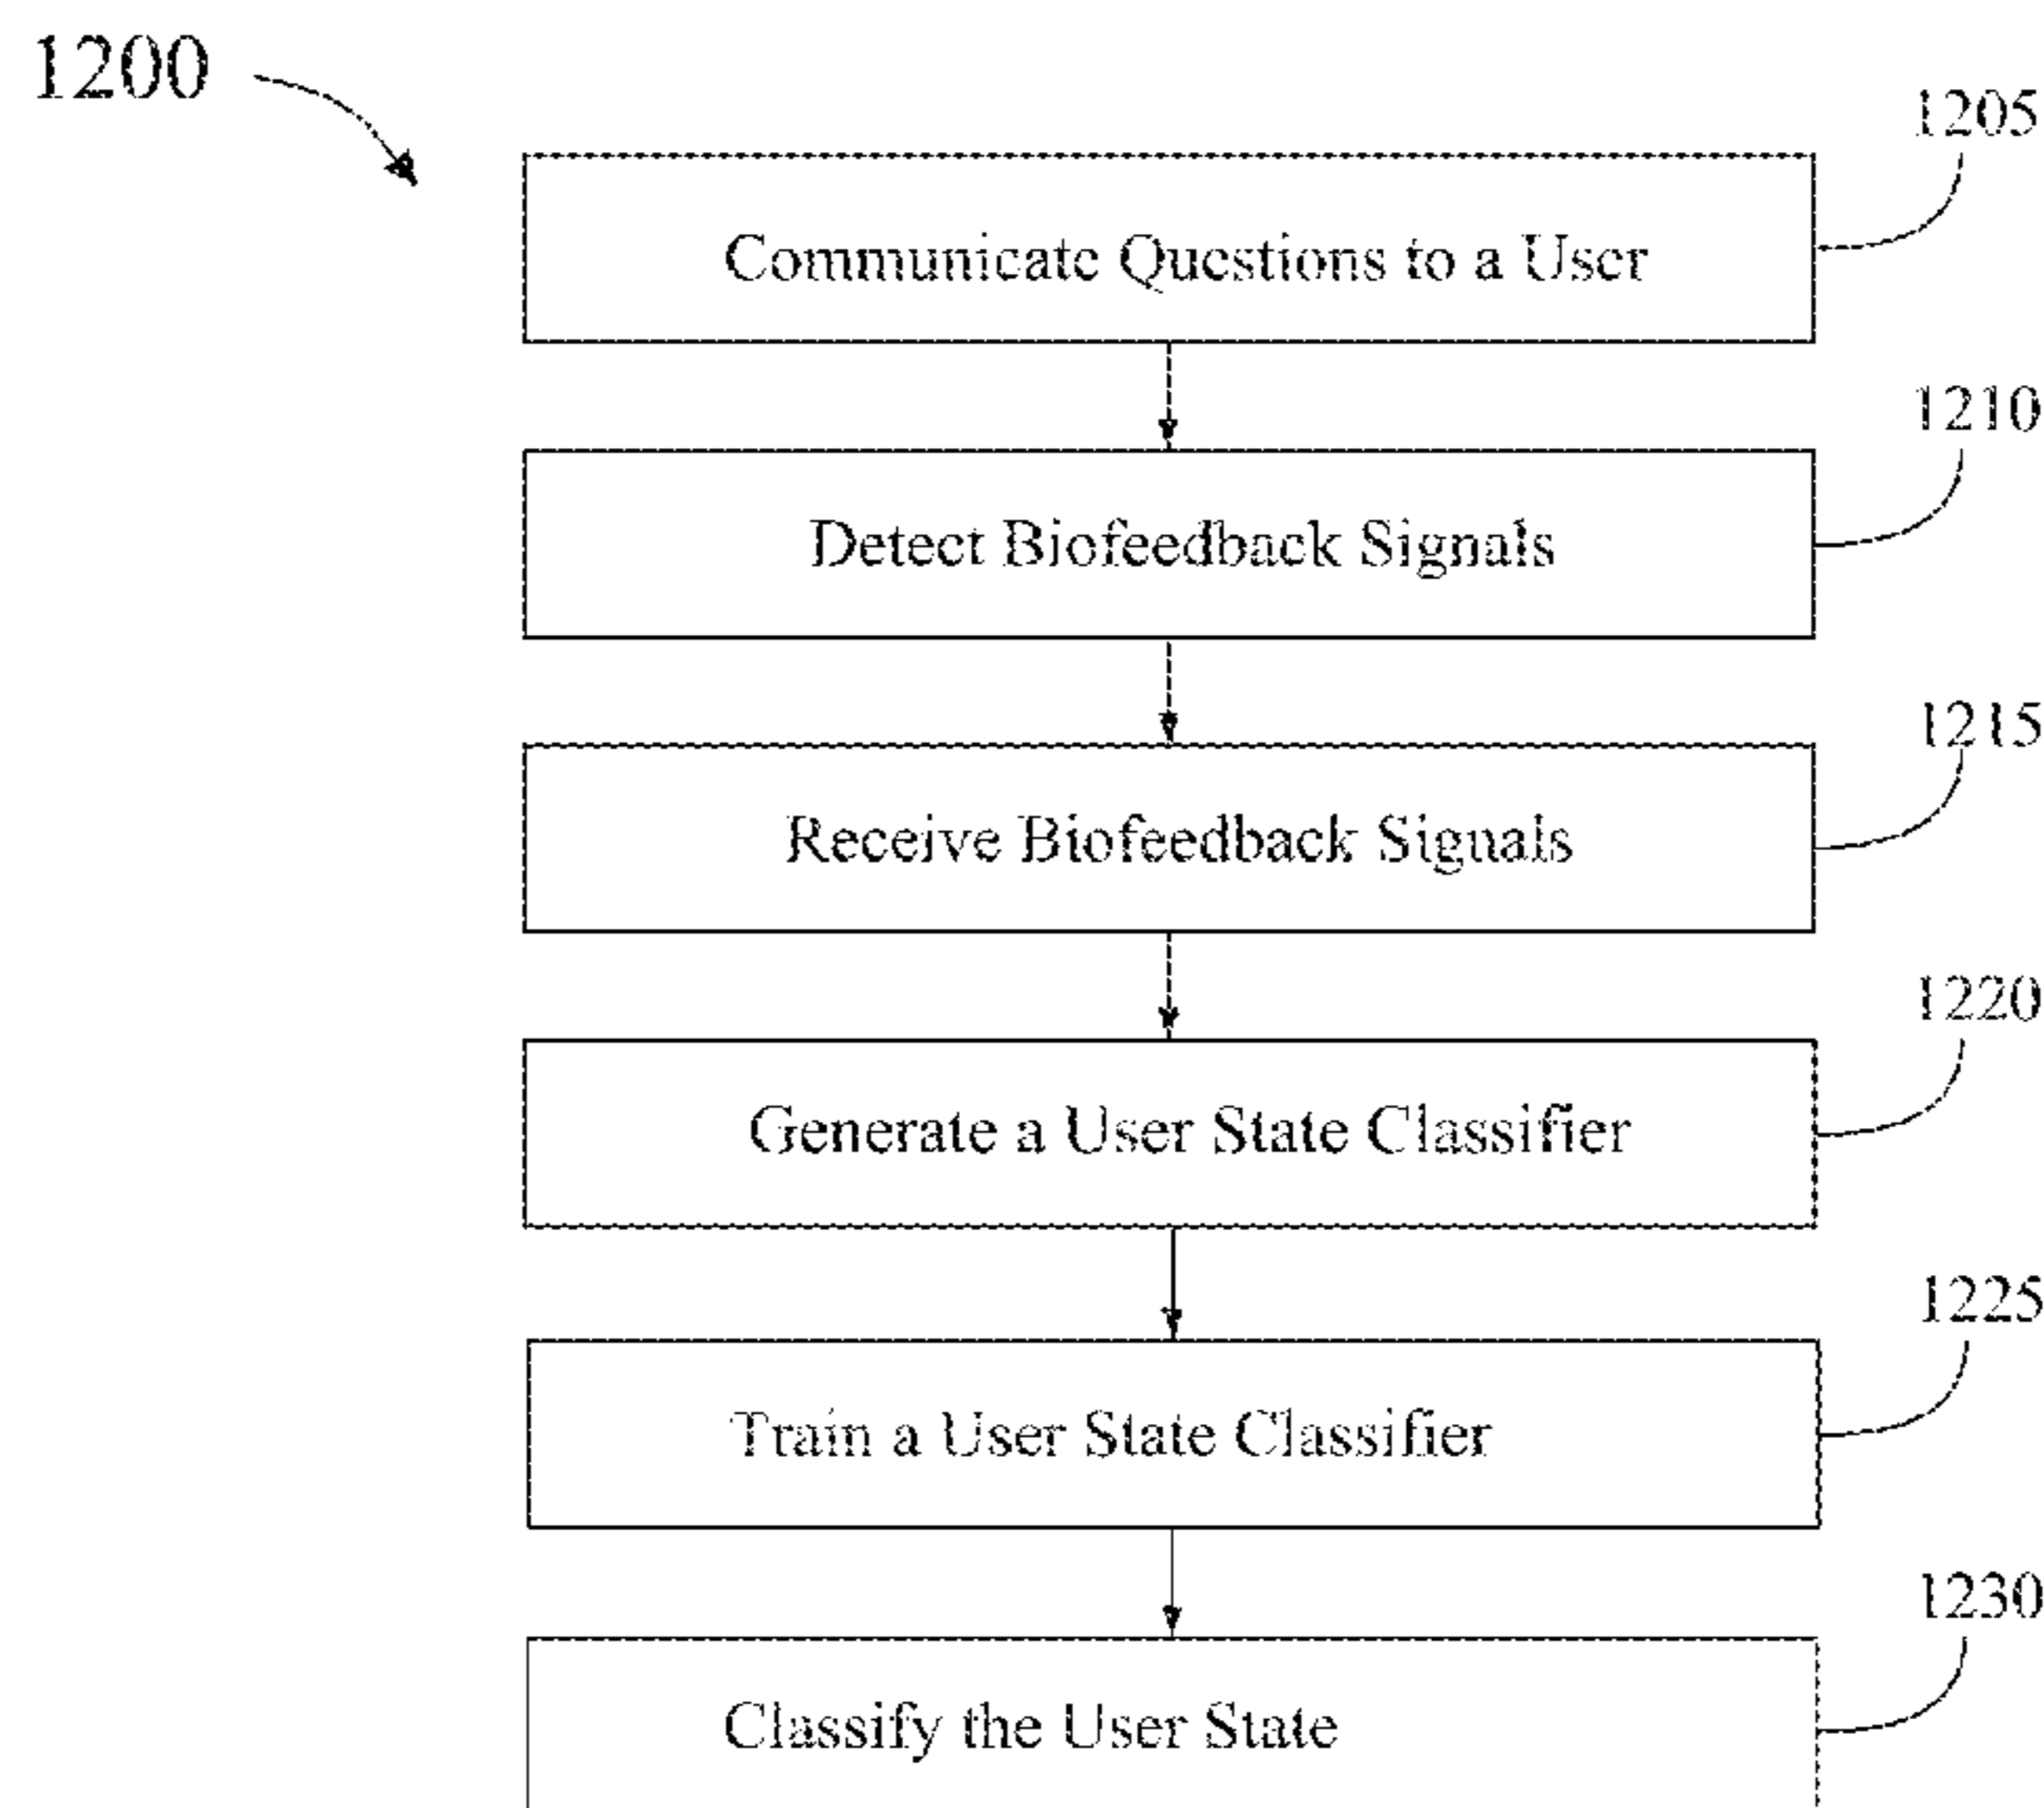 1200
1205
Communicate Questions to a User
1210
Detect Biofeedback Signals
1215
Receive Biofeedback Signals
1220
Generate a User State Classifier
1225
Train a User State Classifier
1230
Classify the User State